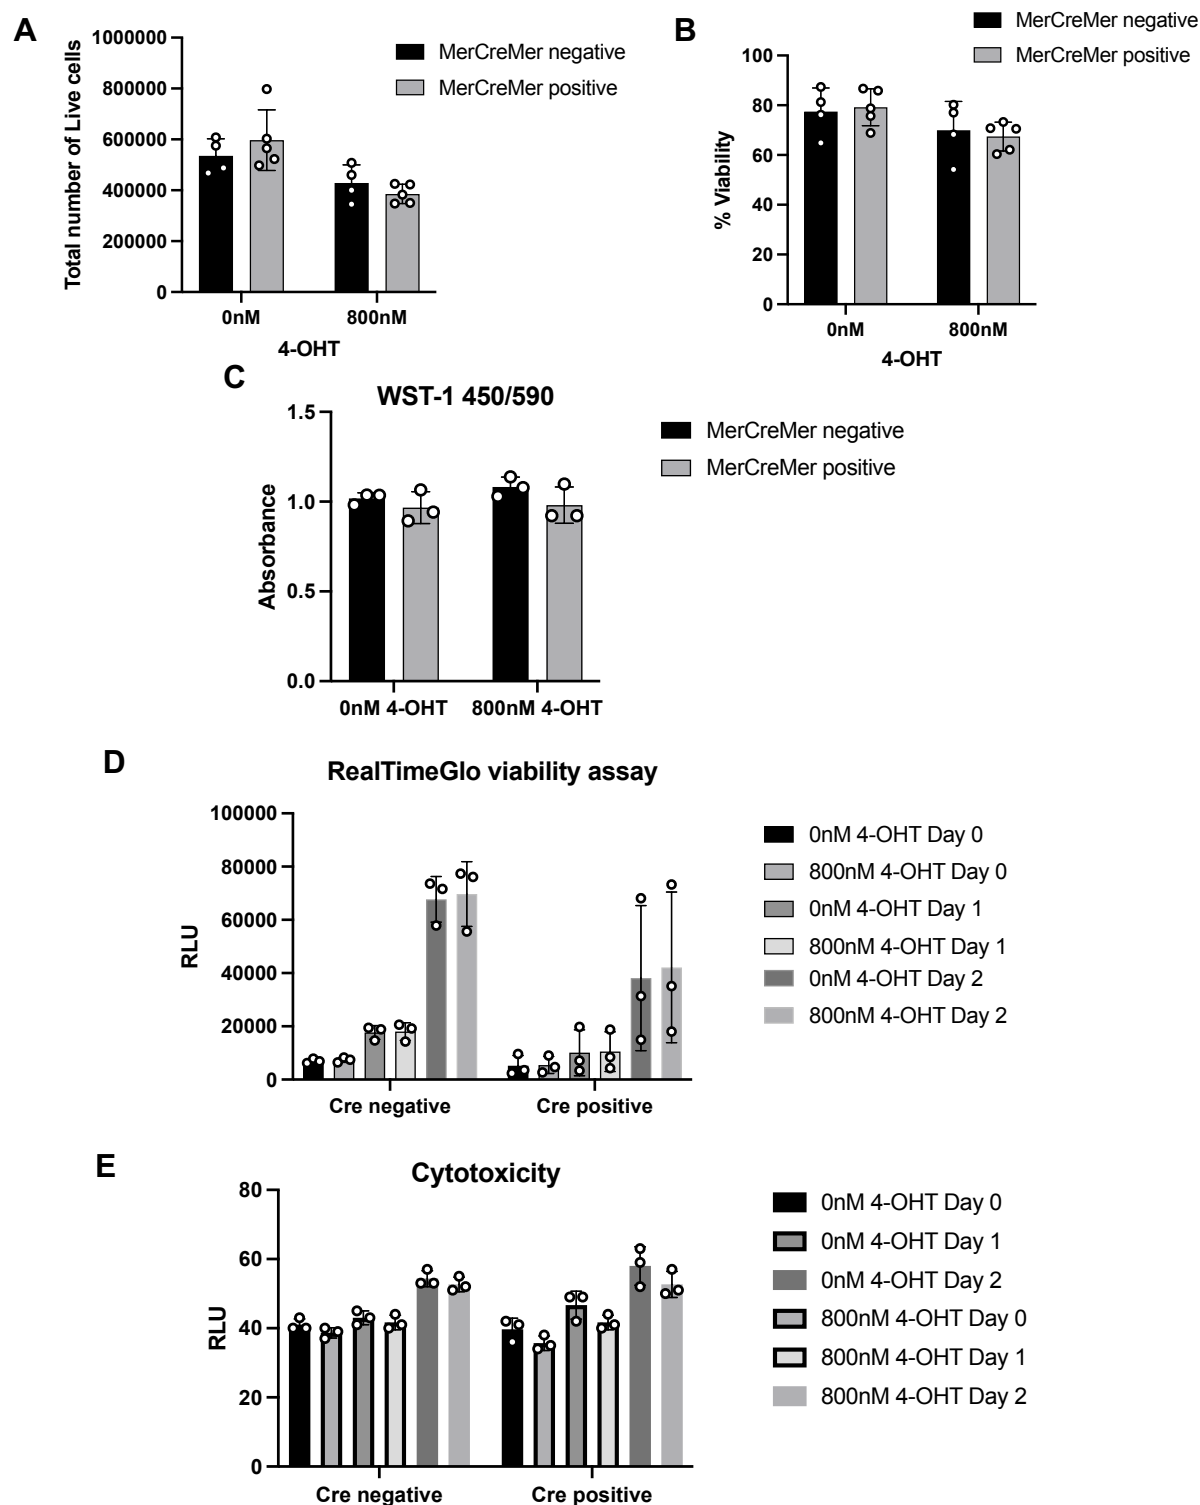 A
Total number of Live cells
1000000
800000
600000
400000
200000
0
0nM
800nM
4-OHT
MerCreMer negative
MerCreMer positive
B
% Viability
100
80
60
40
20
0
0nM
800nM
4-OHT
MerCreMer negative
MerCreMer positive
C
WST-1 450/590
Absorbance
1.5
1.0
0.5
0.0
0nM 4-OHT
800nM 4-OHT
MerCreMer negative
MerCreMer positive
D
RealTimeGlo viability assay
RLU
100000
80000
60000
40000
20000
0
Cre negative
Cre positive
0nM 4-OHT Day 0
800nM 4-OHT Day 0
0nM 4-OHT Day 1
800nM 4-OHT Day 1
0nM 4-OHT Day 2
800nM 4-OHT Day 2
E
Cytotoxicity
RLU
80
60
40
20
0
Cre negative
Cre positive
0nM 4-OHT Day 0
0nM 4-OHT Day 1
0nM 4-OHT Day 2
800nM 4-OHT Day 0
800nM 4-OHT Day 1
800nM 4-OHT Day 2